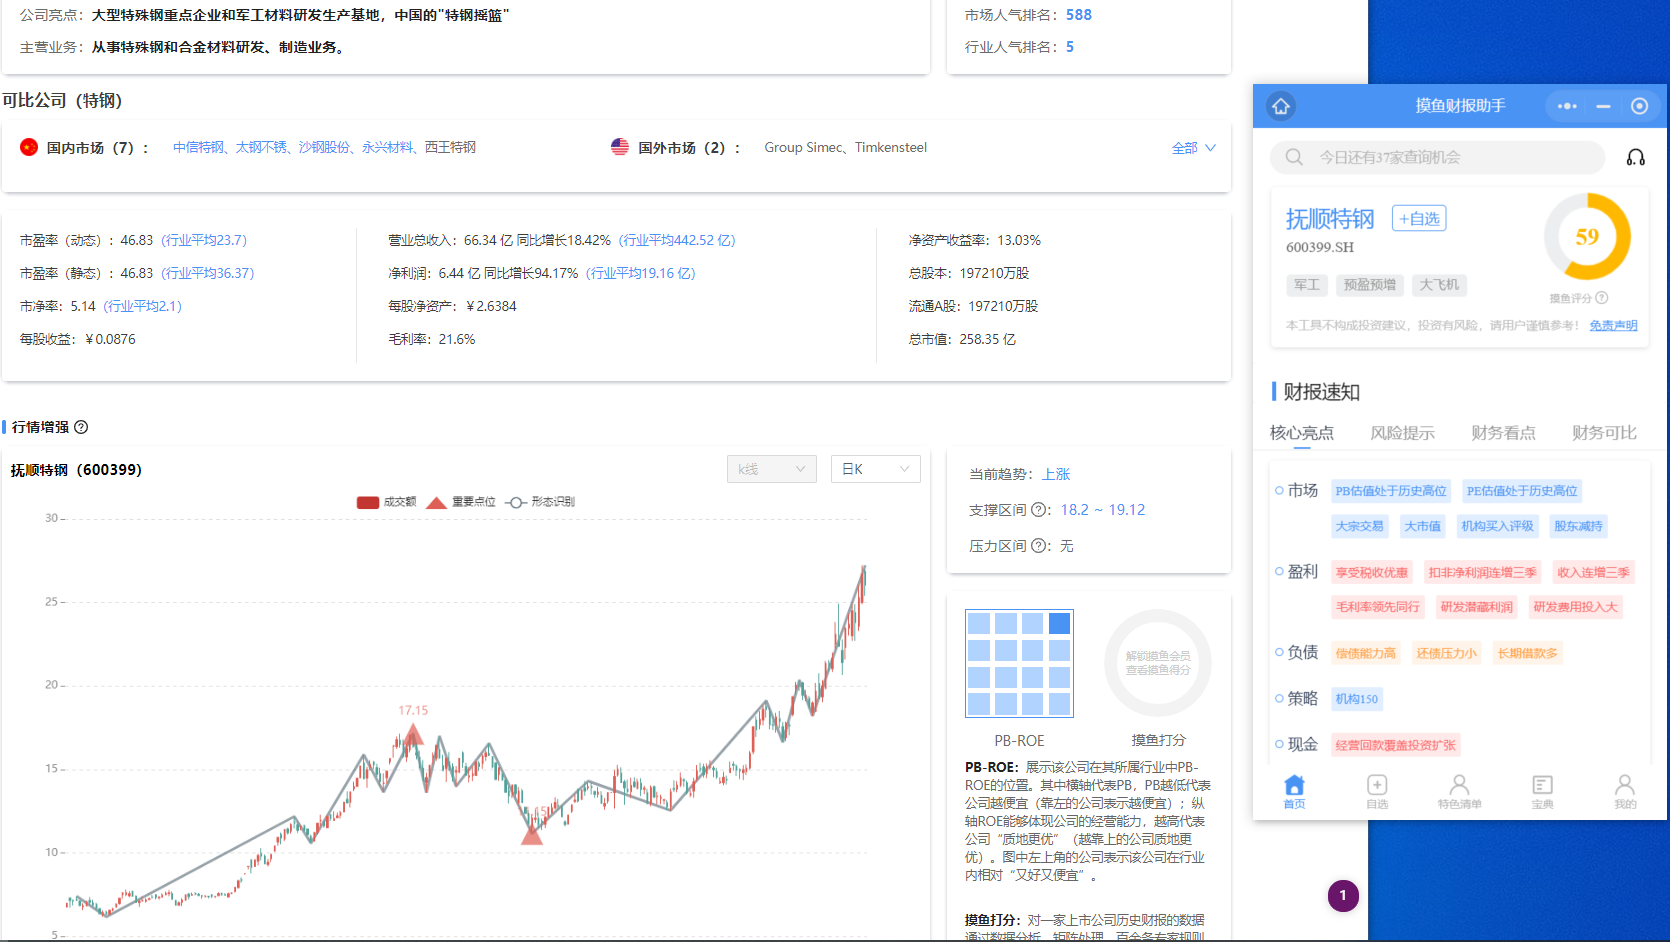 公司亮点：大型特殊钢重点企业和军工材料研发生产基地，中国的"特钢摇篮"
主营业务：从事特殊钢和合金材料研发、制造业务。
市场人气排名：588
行业人气排名：5
可比公司（特钢）
国内市场（7）：中信特钢、太钢不锈、沙钢股份、永兴材料、西王特钢
国外市场（2）：Group Simec、Timkensteel
全部
市盈率（动态）：46.83（行业平均23.7）
市盈率（静态）：46.83（行业平均36.37）
市净率：5.14（行业平均2.1）
每股收益：￥0.0876
营业总收入：66.34 亿 同比增长18.42%（行业平均442.52 亿）
净利润：6.44 亿 同比增长94.17%（行业平均19.16 亿）
每股净资产：￥2.6384
毛利率：21.6%
净资产收益率：13.03%
总股本：197210万股
流通A股：197210万股
总市值：258.35 亿
行情增强
抚顺特钢（600399）
k线
日K
成交额 重要点位 形态识别
30
25
20
15
10
5
17.15
当前趋势：上涨
支撑区间：18.2 ~ 19.12
压力区间：无
解锁摸鱼会员
查看摸鱼得分
PB-ROE
摸鱼打分
PB-ROE：展示该公司在其所属行业中PB-
ROE的位置。其中横轴代表PB，PB越低代表
公司越便宜（靠左的公司表示越便宜）；纵
轴ROE能够体现公司的经营能力，越高代表
公司“质地更优”（越靠上的公司质地更
优）。图中左上角的公司表示该公司在行业
内相对“又好又便宜”。
摸鱼打分：对一家上市公司历史财报的数据
通过数据分析、矩阵处理、百余条专家规则
摸鱼财报助手
今日还有37家查询机会
抚顺特钢
+自选
600399.SH
军工 预盈预增 大飞机
59
摸鱼评分
本工具不构成投资建议，投资有风险，请用户谨慎参考！ 免责声明
财报速知
核心亮点 风险提示 财务看点 财务可比
市场 PB估值处于历史高位 PE估值处于历史高位
大宗交易 大市值 机构买入评级 股东减持
盈利 享受税收优惠 扣非净利润连增三季 收入连增三季
毛利率领先同行 研发潜藏利润 研发费用投入大
负债 偿债能力高 还债压力小 长期借款多
策略 机构150
现金 经营回款覆盖投资扩张
首页 自选 特色清单 宝典 我的
1